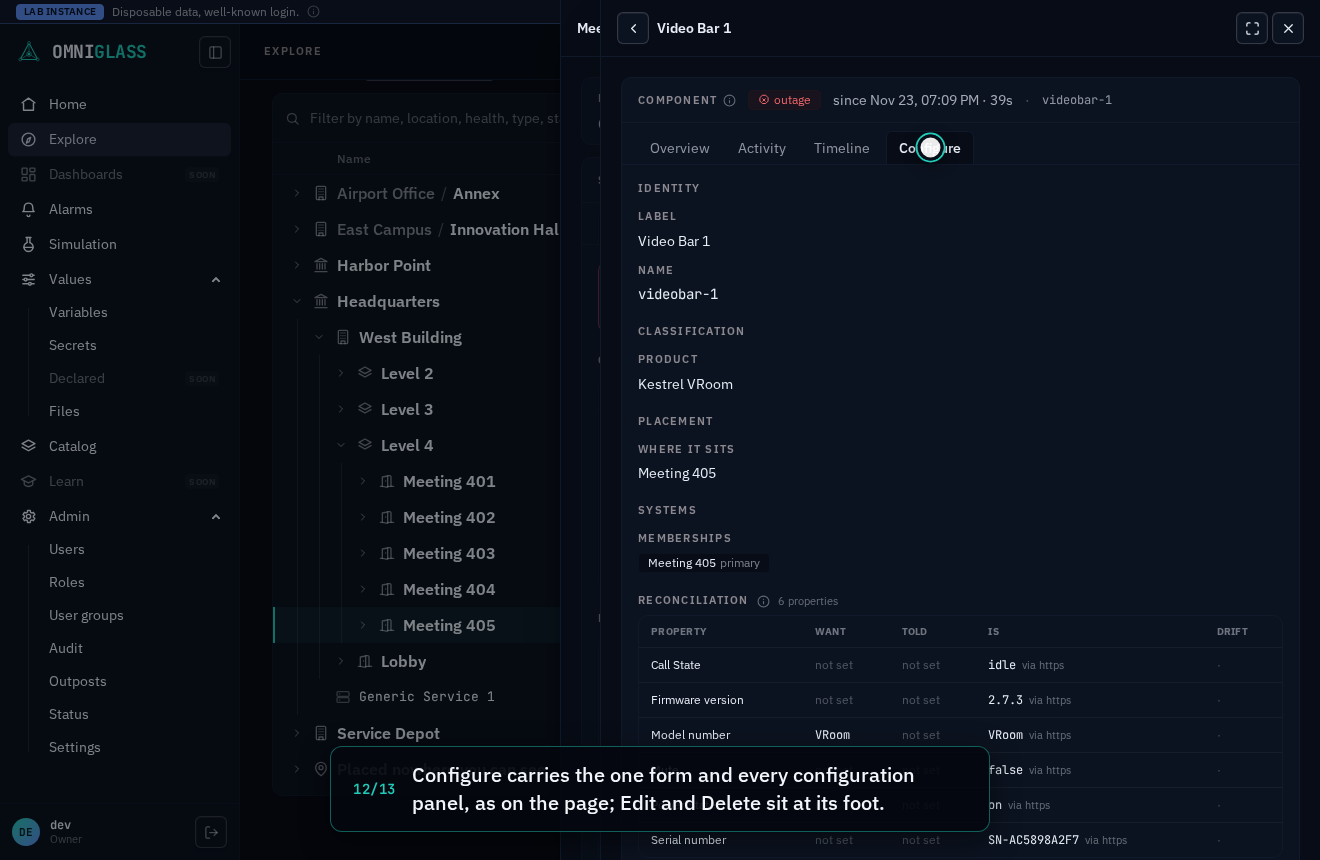 LAB INSTANCE Disposable data, well-known login.
OMNIGLASS
Home
Explore
Dashboards SOON
Alarms
Simulation
Values
Variables
Secrets
Declared SOON
Files
Catalog
Learn SOON
Admin
Users
Roles
User groups
Audit
Outposts
Status
Settings
DE dev
Owner
EXPLORE
Filter by name, location, health, type, st
Name
Airport Office / Annex
East Campus / Innovation Hal
Harbor Point
Headquarters
West Building
Level 2
Level 3
Level 4
Meeting 401
Meeting 402
Meeting 403
Meeting 404
Meeting 405
Lobby
Generic Service 1
Service Depot
Mee
Video Bar 1
COMPONENT outage since Nov 23, 07:09 PM · 39s · videobar-1
Overview Activity Timeline Configure
IDENTITY
LABEL
Video Bar 1
NAME
videobar-1
CLASSIFICATION
PRODUCT
Kestrel VRoom
PLACEMENT
WHERE IT SITS
Meeting 405
SYSTEMS
MEMBERSHIPS
Meeting 405 primary
RECONCILIATION 6 properties
PROPERTY WANT TOLD IS DRIFT
Call State not set not set idle via https -
Firmware version not set not set 2.7.3 via https -
Model number VRoom not set VRoom via https -
false via https -
on via https -
Serial number not set not set SN-AC5898A2F7 via https -
12/13 Configure carries the one form and every configuration
panel, as on the page; Edit and Delete sit at its foot.